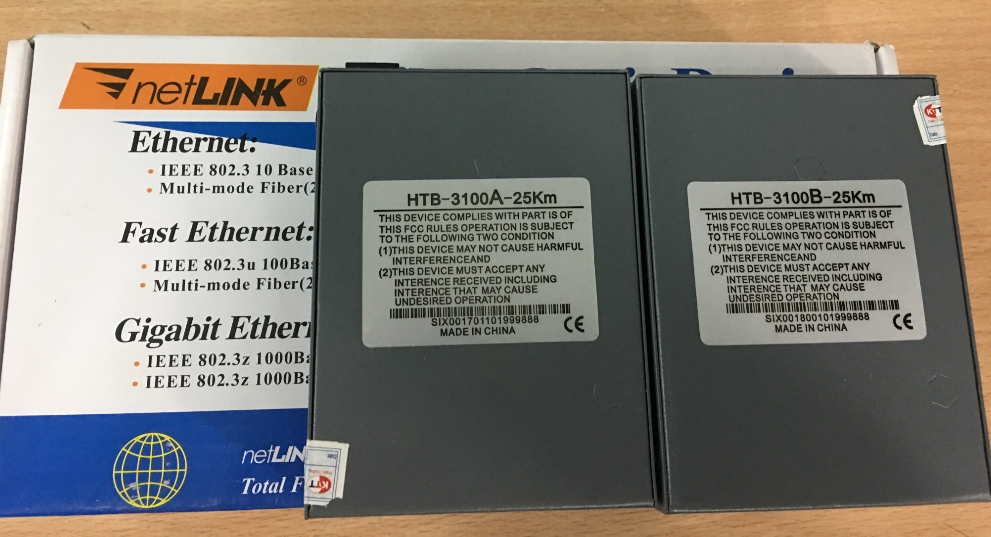 netLINK®
Ethernet:
• IEEE 802.3 10 Base
• Multi-mode Fiber(2
Fast Ethernet:
• IEEE 802.3u 100Bas
• Multi-mode Fiber(2
Gigabit Ethern
• IEEE 802.3z 1000Ba
• IEEE 802.3z 1000Ba
netLIN
Total F
HTB-3100A-25Km
THIS DEVICE COMPLIES WITH PART IS OF
THIS FCC RULES OPERATION IS SUBJECT
TO THE FOLLOWING TWO CONDITION
(1)THIS DEVICE MAY NOT CAUSE HARMFUL
INTERFERENCEAND
(2)THIS DEVICE MUST ACCEPT ANY
INTERENCE RECEIVED INCLUDING
INTERENCE THAT MAY CAUSE
UNDESIRED OPERATION
SIX001701101999888
MADE IN CHINA
CE
HTB-3100B-25Km
THIS DEVICE COMPLIES WITH PART IS OF
THIS FCC RULES OPERATION IS SUBJECT
TO THE FOLLOWING TWO CONDITION
(1)THIS DEVICE MAY NOT CAUSE HARMFUL
INTERFERENCEAND
(2)THIS DEVICE MUST ACCEPT ANY
INTERENCE RECEIVED INCLUDING
INTERENCE THAT MAY CAUSE
UNDESIRED OPERATION
SIX001800101999888
MADE IN CHINA
CE